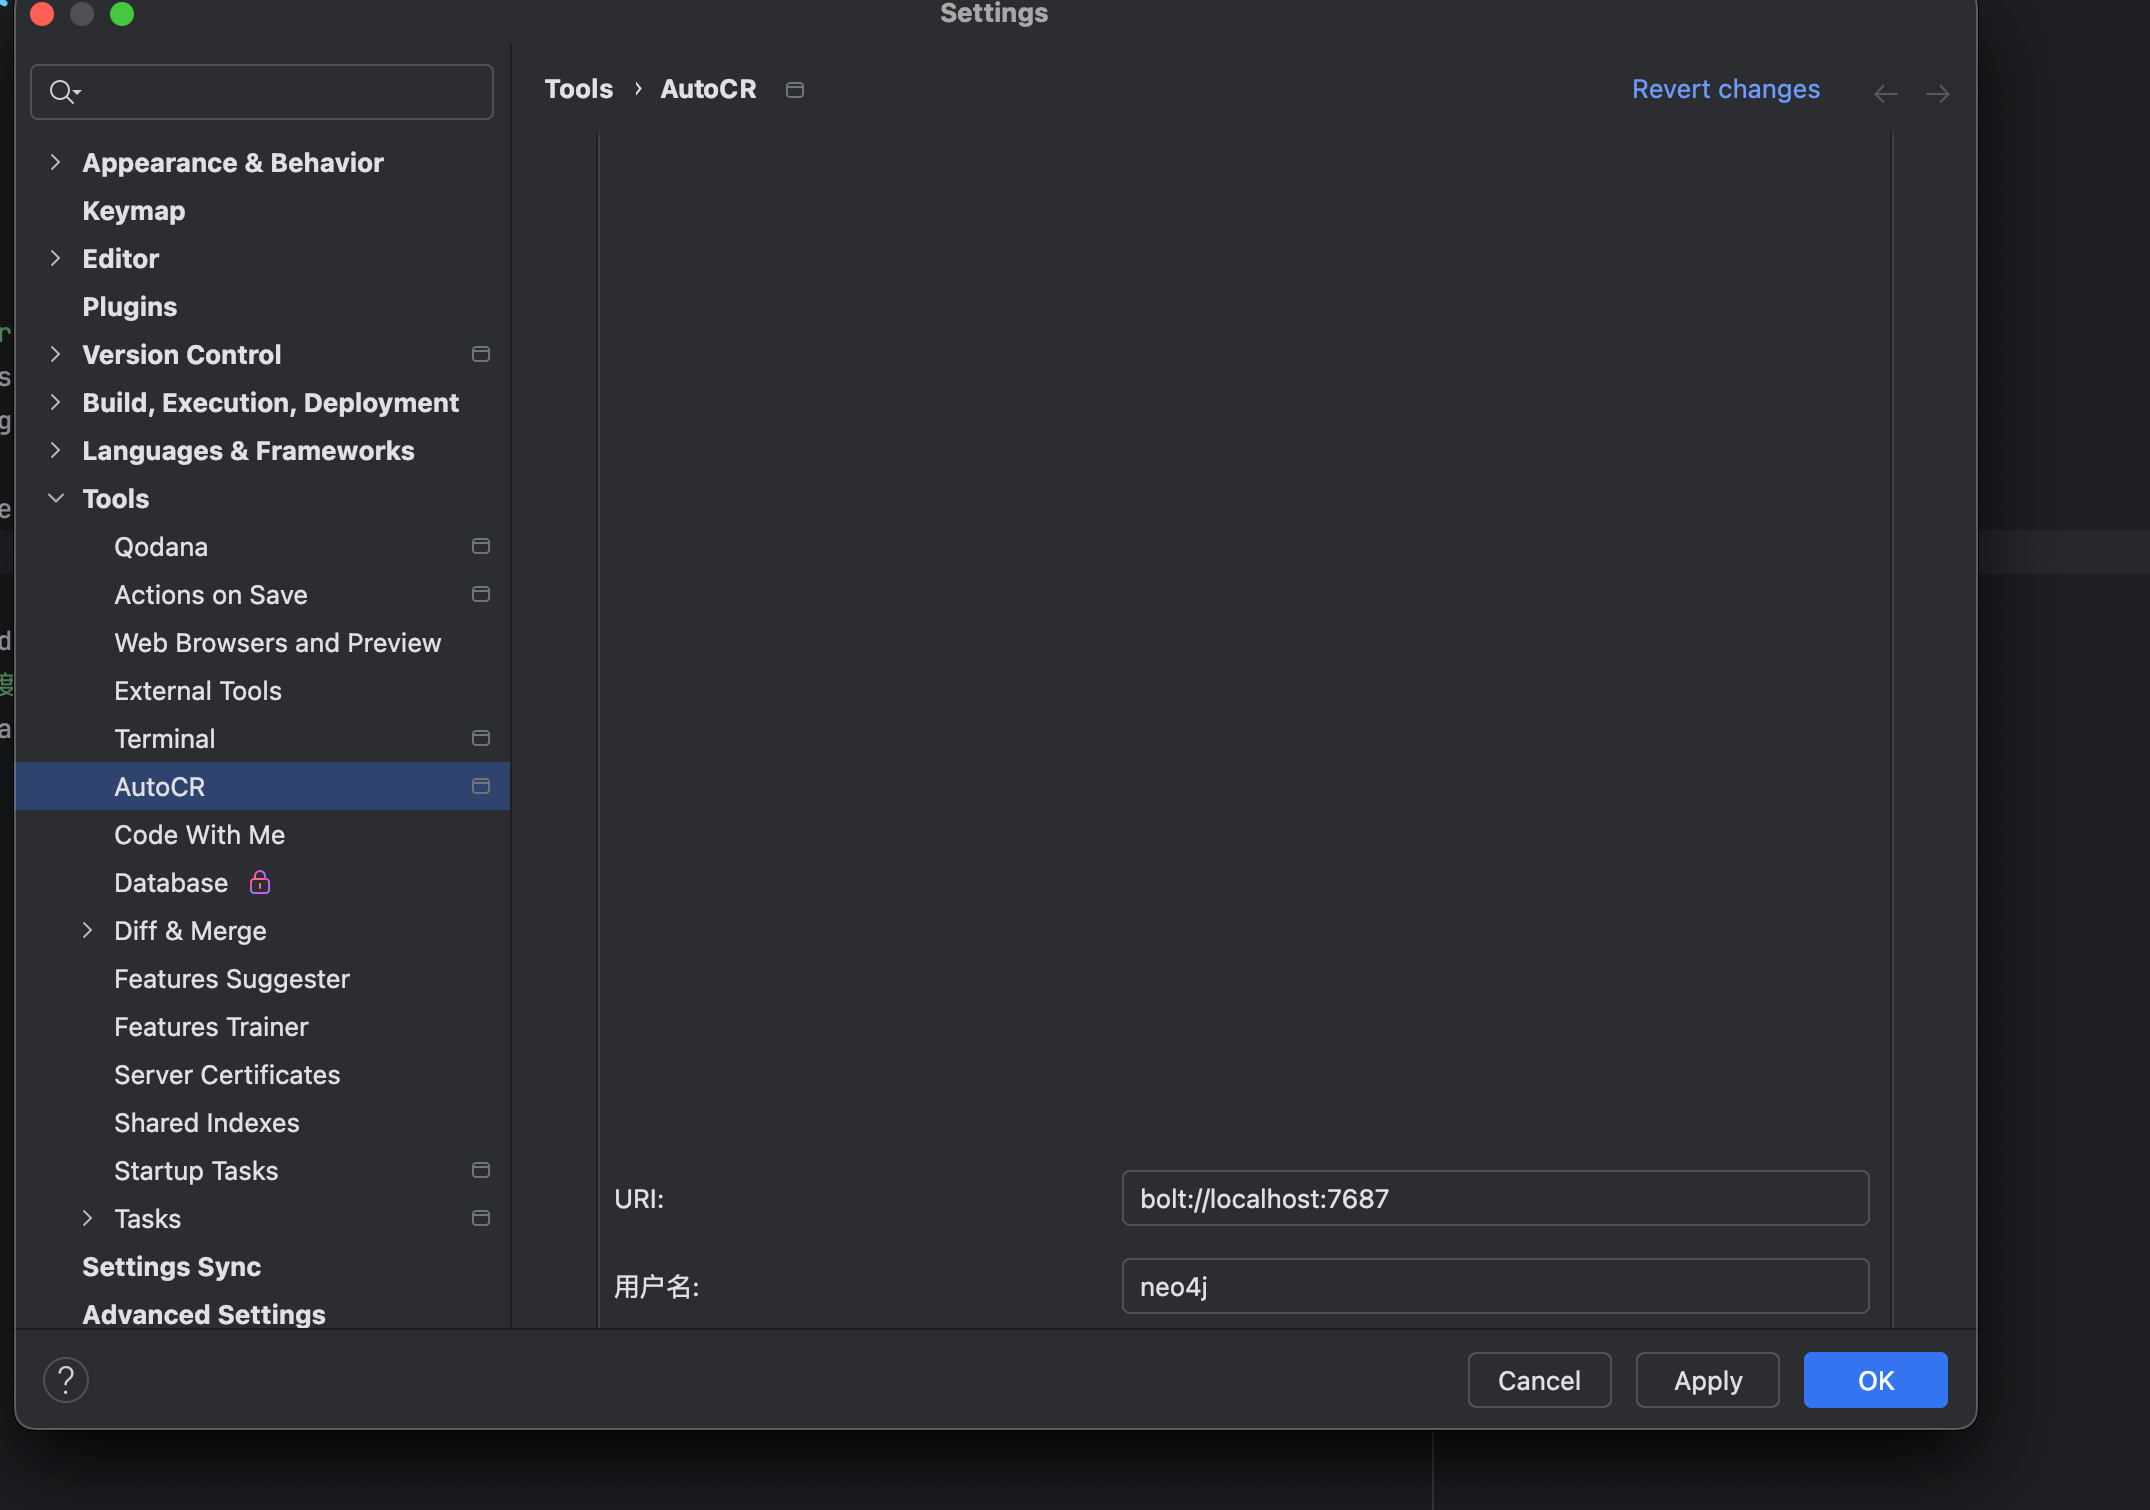 Settings
Tools › AutoCR
Revert changes
Appearance & Behavior
Keymap
Editor
Plugins
Version Control
Build, Execution, Deployment
Languages & Frameworks
Tools
Qodana
Actions on Save
Web Browsers and Preview
External Tools
Terminal
AutoCR
Code With Me
Database
Diff & Merge
Features Suggester
Features Trainer
Server Certificates
Shared Indexes
Startup Tasks
Tasks
Settings Sync
Advanced Settings
URI:
bolt://localhost:7687
用户名:
neo4j
?
Cancel
Apply
OK
r
s
g
e
d
度
a